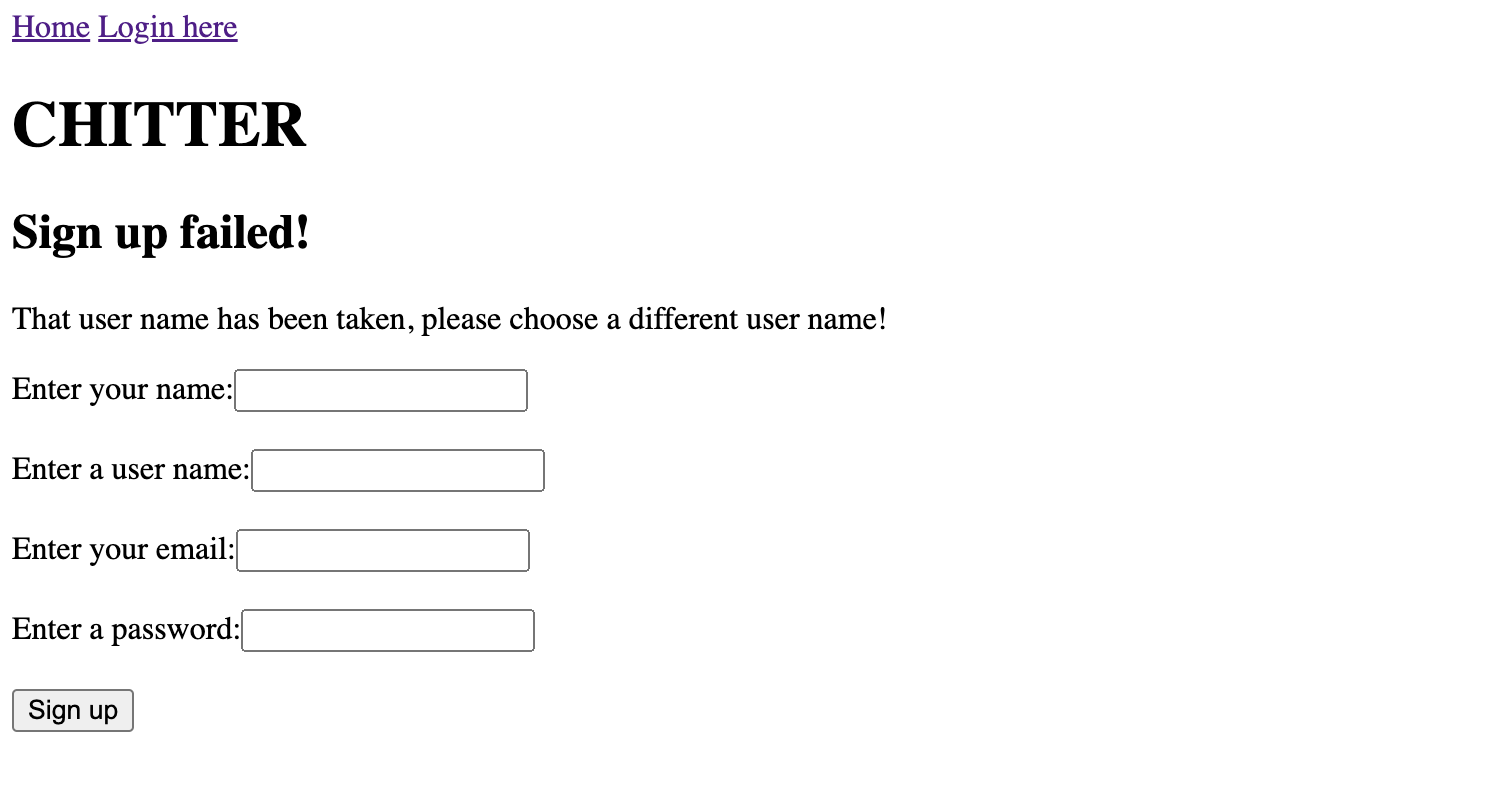 Home Login here
CHITTER
Sign up failed!
That user name has been taken, please choose a different user name!
Enter your name:
Enter a user name:
Enter your email:
Enter a password:
Sign up